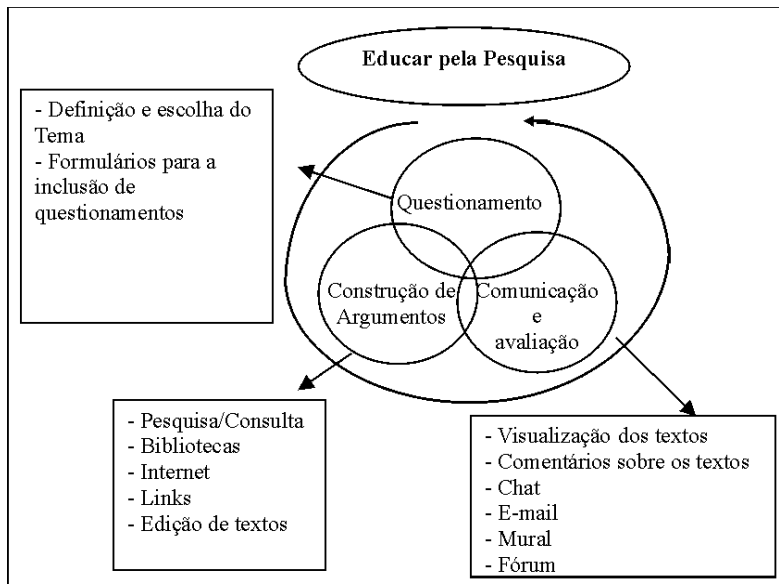 Educar pela Pesquisa
- Definição e escolha do
Tema
- Formulários para a
inclusão de
questionamentos
Questionamento
Construção de
Argumentos
Comunicação
e
avaliação
- Pesquisa/Consulta
- Bibliotecas
- Internet
- Links
- Edição de textos
- Visualização dos textos
- Comentários sobre os textos
- Chat
- E-mail
- Mural
- Fórum